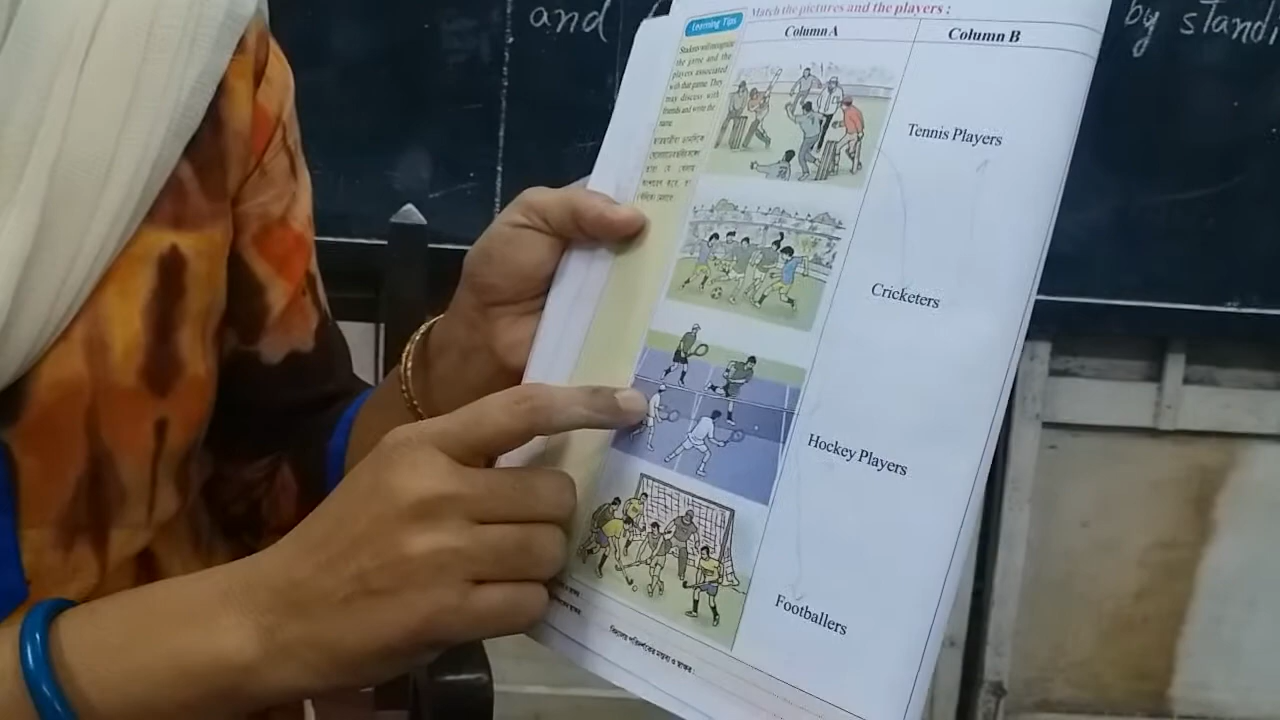 and
by standi
Learning Tips
Match the pictures and the players :
Column A
Column B
Students will recognize
the game and the
players associated
with that game. They
may discuss with
friends and write the
name.
Tennis Players
Cricketers
Hockey Players
Footballers